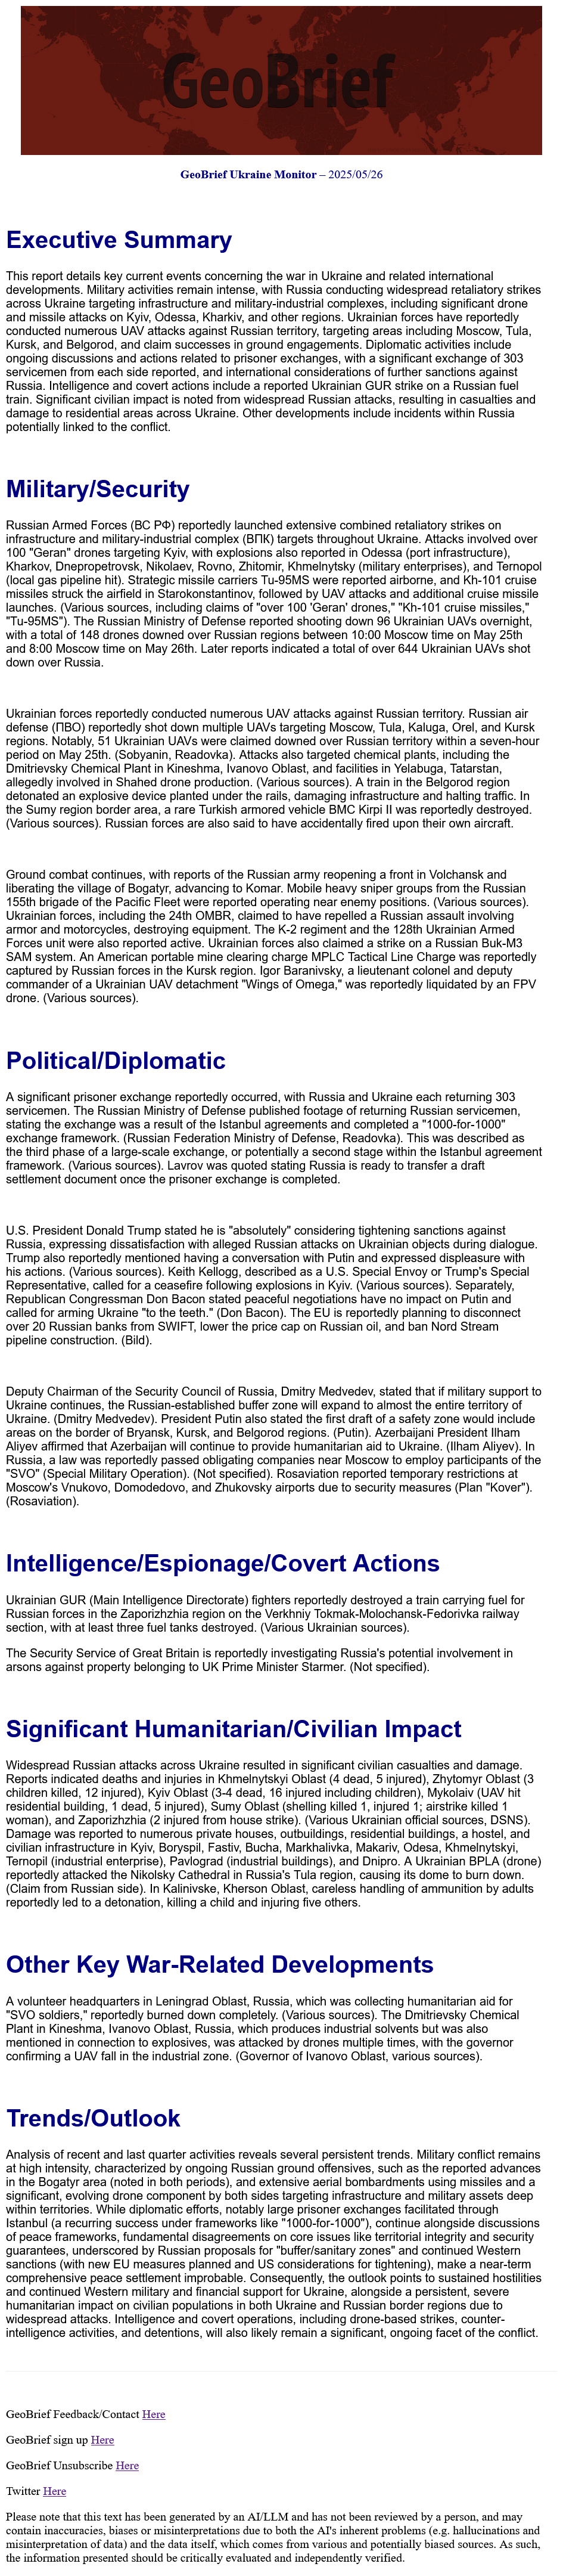 GeoBrief
GeoBrief Ukraine Monitor – 2025/05/26
Executive Summary
This report details key current events concerning the war in Ukraine and related international
developments. Military activities remain intense, with Russia conducting widespread retaliatory strikes
across Ukraine targeting infrastructure and military-industrial complexes, including significant drone
and missile attacks on Kyiv, Odessa, Kharkiv, and other regions. Ukrainian forces have reportedly
conducted numerous UAV attacks against Russian territory, targeting areas including Moscow, Tula,
Kursk, and Belgorod, and claim successes in ground engagements. Diplomatic activities include
ongoing discussions and actions related to prisoner exchanges, with a significant exchange of 303
servicemen from each side reported, and international considerations of further sanctions against
Russia. Intelligence and covert actions include a reported Ukrainian GUR strike on a Russian fuel
train. Significant civilian impact is noted from widespread Russian attacks, resulting in casualties and
damage to residential areas across Ukraine. Other developments include incidents within Russia
potentially linked to the conflict.
Military/Security
Russian Armed Forces (ВС РФ) reportedly launched extensive combined retaliatory strikes on
infrastructure and military-industrial complex (ВПК) targets throughout Ukraine. Attacks involved over
100 "Geran" drones targeting Kyiv, with explosions also reported in Odessa (port infrastructure),
Kharkov, Dnepropetrovsk, Nikolaev, Rovno, Zhitomir, Khmelnytsky (military enterprises), and Ternopol
(local gas pipeline hit). Strategic missile carriers Tu-95MS were reported airborne, and Kh-101 cruise
missiles struck the airfield in Starokonstantinov, followed by UAV attacks and additional cruise missile
launches. (Various sources, including claims of "over 100 'Geran' drones," "Kh-101 cruise missiles,"
"Tu-95MS"). The Russian Ministry of Defense reported shooting down 96 Ukrainian UAVs overnight,
with a total of 148 drones downed over Russian regions between 10:00 Moscow time on May 25th
and 8:00 Moscow time on May 26th. Later reports indicated a total of over 644 Ukrainian UAVs shot
down over Russia.
Ukrainian forces reportedly conducted numerous UAV attacks against Russian territory. Russian air
defense (ПВО) reportedly shot down multiple UAVs targeting Moscow, Tula, Kaluga, Orel, and Kursk
regions. Notably, 51 Ukrainian UAVs were claimed downed over Russian territory within a seven-hour
period on May 25th. (Sobyanin, Readovka). Attacks also targeted chemical plants, including the
Dmitrievsky Chemical Plant in Kineshma, Ivanovo Oblast, and facilities in Yelabuga, Tatarstan,
allegedly involved in Shahed drone production. (Various sources). A train in the Belgorod region
detonated an explosive device planted under the rails, damaging infrastructure and halting traffic. In
the Sumy region border area, a rare Turkish armored vehicle BMC Kirpi II was reportedly destroyed.
(Various sources). Russian forces are also said to have accidentally fired upon their own aircraft.
Ground combat continues, with reports of the Russian army reopening a front in Volchansk and
liberating the village of Bogatyr, advancing to Komar. Mobile heavy sniper groups from the Russian
155th brigade of the Pacific Fleet were reported operating near enemy positions. (Various sources).
Ukrainian forces, including the 24th OMBR, claimed to have repelled a Russian assault involving
armor and motorcycles, destroying equipment. The K-2 regiment and the 128th Ukrainian Armed
Forces unit were also reported active. Ukrainian forces also claimed a strike on a Russian Buk-M3
SAM system. An American portable mine clearing charge MPLC Tactical Line Charge was reportedly
captured by Russian forces in the Kursk region. Igor Baranivsky, a lieutenant colonel and deputy
commander of a Ukrainian UAV detachment "Wings of Omega," was reportedly liquidated by an FPV
drone. (Various sources).
Political/Diplomatic
A significant prisoner exchange reportedly occurred, with Russia and Ukraine each returning 303
servicemen. The Russian Ministry of Defense published footage of returning Russian servicemen,
stating the exchange was a result of the Istanbul agreements and completed a "1000-for-1000"
exchange framework. (Russian Federation Ministry of Defense, Readovka). This was described as
the third phase of a large-scale exchange, or potentially a second stage within the Istanbul agreement
framework. (Various sources). Lavrov was quoted stating Russia is ready to transfer a draft
settlement document once the prisoner exchange is completed.
U.S. President Donald Trump stated he is "absolutely" considering tightening sanctions against
Russia, expressing dissatisfaction with alleged Russian attacks on Ukrainian objects during dialogue.
Trump also reportedly mentioned having a conversation with Putin and expressed displeasure with
his actions. (Various sources). Keith Kellogg, described as a U.S. Special Envoy or Trump's Special
Representative, called for a ceasefire following explosions in Kyiv. (Various sources). Separately,
Republican Congressman Don Bacon stated peaceful negotiations have no impact on Putin and
called for arming Ukraine "to the teeth." (Don Bacon). The EU is reportedly planning to disconnect
over 20 Russian banks from SWIFT, lower the price cap on Russian oil, and ban Nord Stream
pipeline construction. (Bild).
Deputy Chairman of the Security Council of Russia, Dmitry Medvedev, stated that if military support to
Ukraine continues, the Russian-established buffer zone will expand to almost the entire territory of
Ukraine. (Dmitry Medvedev). President Putin also stated the first draft of a safety zone would include
areas on the border of Bryansk, Kursk, and Belgorod regions. (Putin). Azerbaijani President Ilham
Aliyev affirmed that Azerbaijan will continue to provide humanitarian aid to Ukraine. (Ilham Aliyev). In
Russia, a law was reportedly passed obligating companies near Moscow to employ participants of the
"SVO" (Special Military Operation). (Not specified). Rosaviation reported temporary restrictions at
Moscow's Vnukovo, Domodedovo, and Zhukovsky airports due to security measures (Plan "Kover").
(Rosaviation).
Intelligence/Espionage/Covert Actions
Ukrainian GUR (Main Intelligence Directorate) fighters reportedly destroyed a train carrying fuel for
Russian forces in the Zaporizhzhia region on the Verkhniy Tokmak-Molochansk-Fedorivka railway
section, with at least three fuel tanks destroyed. (Various Ukrainian sources).
The Security Service of Great Britain is reportedly investigating Russia's potential involvement in
arsons against property belonging to UK Prime Minister Starmer. (Not specified).
Significant Humanitarian/Civilian Impact
Widespread Russian attacks across Ukraine resulted in significant civilian casualties and damage.
Reports indicated deaths and injuries in Khmelnytskyi Oblast (4 dead, 5 injured), Zhytomyr Oblast (3
children killed, 12 injured), Kyiv Oblast (3-4 dead, 16 injured including children), Mykolaiv (UAV hit
residential building, 1 dead, 5 injured), Sumy Oblast (shelling killed 1, injured 1; airstrike killed 1
woman), and Zaporizhzhia (2 injured from house strike). (Various Ukrainian official sources, DSNS).
Damage was reported to numerous private houses, outbuildings, residential buildings, a hostel, and
civilian infrastructure in Kyiv, Boryspil, Fastiv, Bucha, Markhalivka, Makariv, Odesa, Khmelnytskyi,
Ternopil (industrial enterprise), Pavlograd (industrial buildings), and Dnipro. A Ukrainian BPLA (drone)
reportedly attacked the Nikolsky Cathedral in Russia's Tula region, causing its dome to burn down.
(Claim from Russian side). In Kalinivske, Kherson Oblast, careless handling of ammunition by adults
reportedly led to a detonation, killing a child and injuring five others.
Other Key War-Related Developments
A volunteer headquarters in Leningrad Oblast, Russia, which was collecting humanitarian aid for
"SVO soldiers," reportedly burned down completely. (Various sources). The Dmitrievsky Chemical
Plant in Kineshma, Ivanovo Oblast, Russia, which produces industrial solvents but was also
mentioned in connection to explosives, was attacked by drones multiple times, with the governor
confirming a UAV fall in the industrial zone. (Governor of Ivanovo Oblast, various sources).
Trends/Outlook
Analysis of recent and last quarter activities reveals several persistent trends. Military conflict remains
at high intensity, characterized by ongoing Russian ground offensives, such as the reported advances
in the Bogatyr area (noted in both periods), and extensive aerial bombardments using missiles and a
significant, evolving drone component by both sides targeting infrastructure and military assets deep
within territories. While diplomatic efforts, notably large prisoner exchanges facilitated through
Istanbul (a recurring success under frameworks like "1000-for-1000"), continue alongside discussions
of peace frameworks, fundamental disagreements on core issues like territorial integrity and security
guarantees, underscored by Russian proposals for "buffer/sanitary zones" and continued Western
sanctions (with new EU measures planned and US considerations for tightening), make a near-term
comprehensive peace settlement improbable. Consequently, the outlook points to sustained hostilities
and continued Western military and financial support for Ukraine, alongside a persistent, severe
humanitarian impact on civilian populations in both Ukraine and Russian border regions due to
widespread attacks. Intelligence and covert operations, including drone-based strikes, counter-
intelligence activities, and detentions, will also likely remain a significant, ongoing facet of the conflict.
GeoBrief Feedback/Contact Here
GeoBrief sign up Here
GeoBrief Unsubscribe Here
Twitter Here
Please note that this text has been generated by an AI/LLM and has not been reviewed by a person, and may
contain inaccuracies, biases or misinterpretations due to both the AI's inherent problems (e.g. hallucinations and
misinterpretation of data) and the data itself, which comes from various and potentially biased sources. As such,
the information presented should be critically evaluated and independently verified.